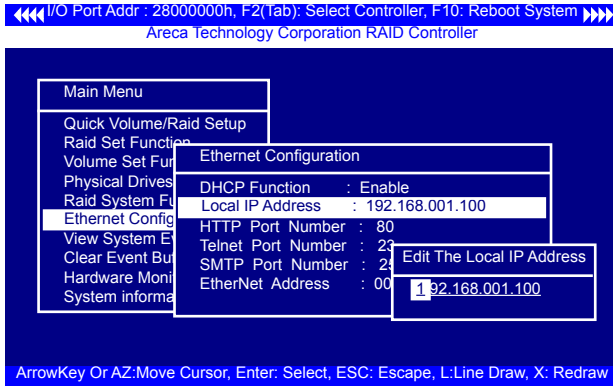 I/O Port Addr : 28000000h, F2(Tab): Select Controller, F10: Reboot System
Areca Technology Corporation RAID Controller
Main Menu
Quick Volume/Raid Setup
Raid Set Function
Volume Set Fur
Physical Drives
Raid System Fu
Ethernet Config
View System Ev
Clear Event Buf
Hardware Moni
System informa
Ethernet Configuration
DHCP Function : Enable
Local IP Address : 192.168.001.100
HTTP Port Number : 80
Telnet Port Number : 23
SMTP Port Number : 25
EtherNet Address : 00
Edit The Local IP Address
192.168.001.100
ArrowKey Or AZ:Move Cursor, Enter: Select, ESC: Escape, L:Line Draw, X: Redraw